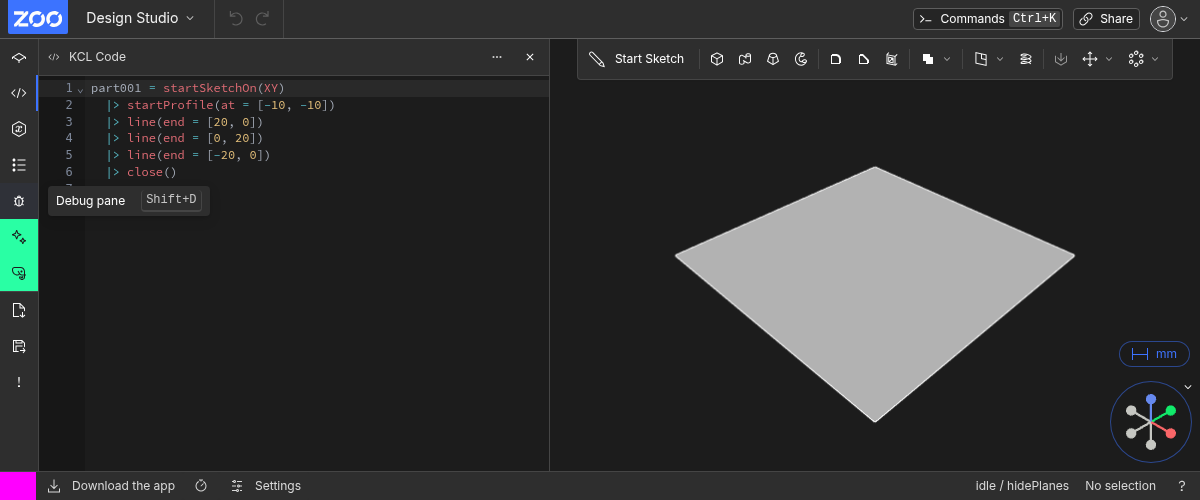 ZOO Design Studio
Commands Ctrl+K Share
KCL Code
Start Sketch
1 part001 = startSketchOn(XY)
2 |> startProfile(at = [-10, -10])
3 |> line(end = [20, 0])
4 |> line(end = [0, 20])
5 |> line(end = [-20, 0])
6 |> close()
Debug pane Shift+D
mm
Download the app Settings idle / hidePlanes No selection ?